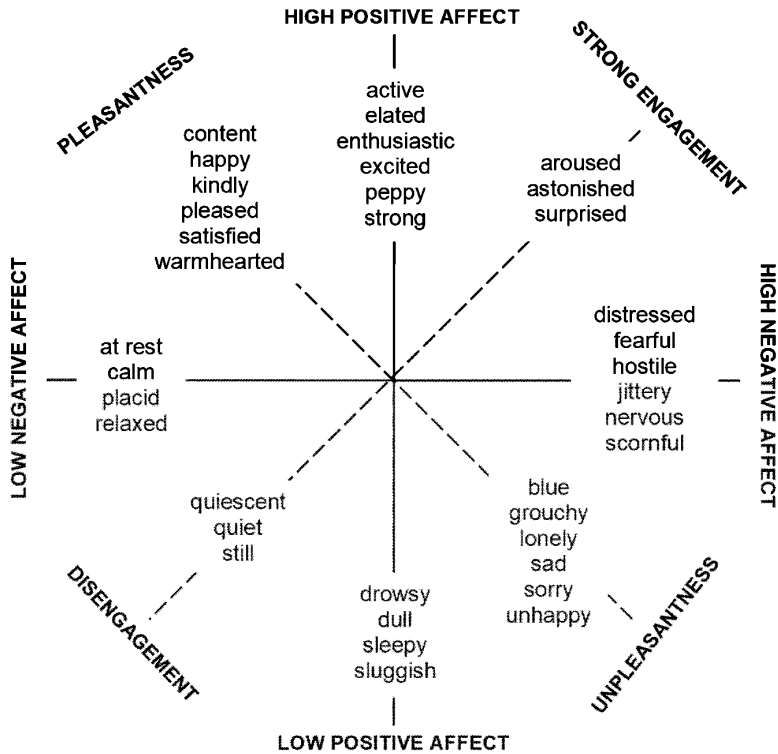 HIGH POSITIVE AFFECT
PLEASANTNESS
STRONG ENGAGEMENT
active
elated
enthusiastic
excited
peppy
strong
content
happy
kindly
pleased
satisfied
warmhearted
aroused
astonished
surprised
LOW NEGATIVE AFFECT
at rest
calm
placid
relaxed
distressed
fearful
hostile
jittery
nervous
scornful
HIGH NEGATIVE AFFECT
quiescent
quiet
still
blue
grouchy
lonely
sad
sorry
unhappy
drowsy
dull
sleepy
sluggish
DISENGAGEMENT
UNPLEASANTNESS
LOW POSITIVE AFFECT